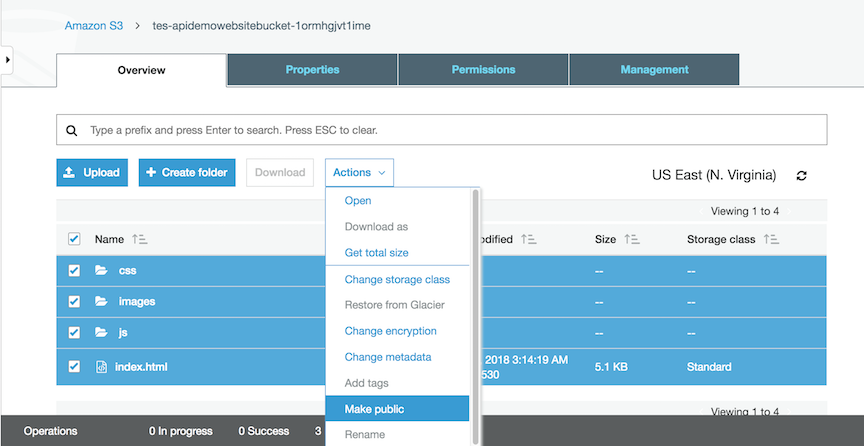 Amazon S3 > tes-apidemowebsitebucket-1ormhgjvt1ime
Overview Properties Permissions Management
Type a prefix and press Enter to search. Press ESC to clear.
Upload + Create folder Download Actions US East (N. Virginia)
Open
Viewing 1 to 4
Download as
Name odified Size Storage class
Get total size
css -- --
Change storage class
images -- --
Restore from Glacier
Change encryption
js -- --
Change metadata
index.html 2018 3:14:19 AM 5.1 KB Standard
530
Add tags
Make public
Viewing 1 to 4
Operations 0 In progress 0 Success 3
Rename